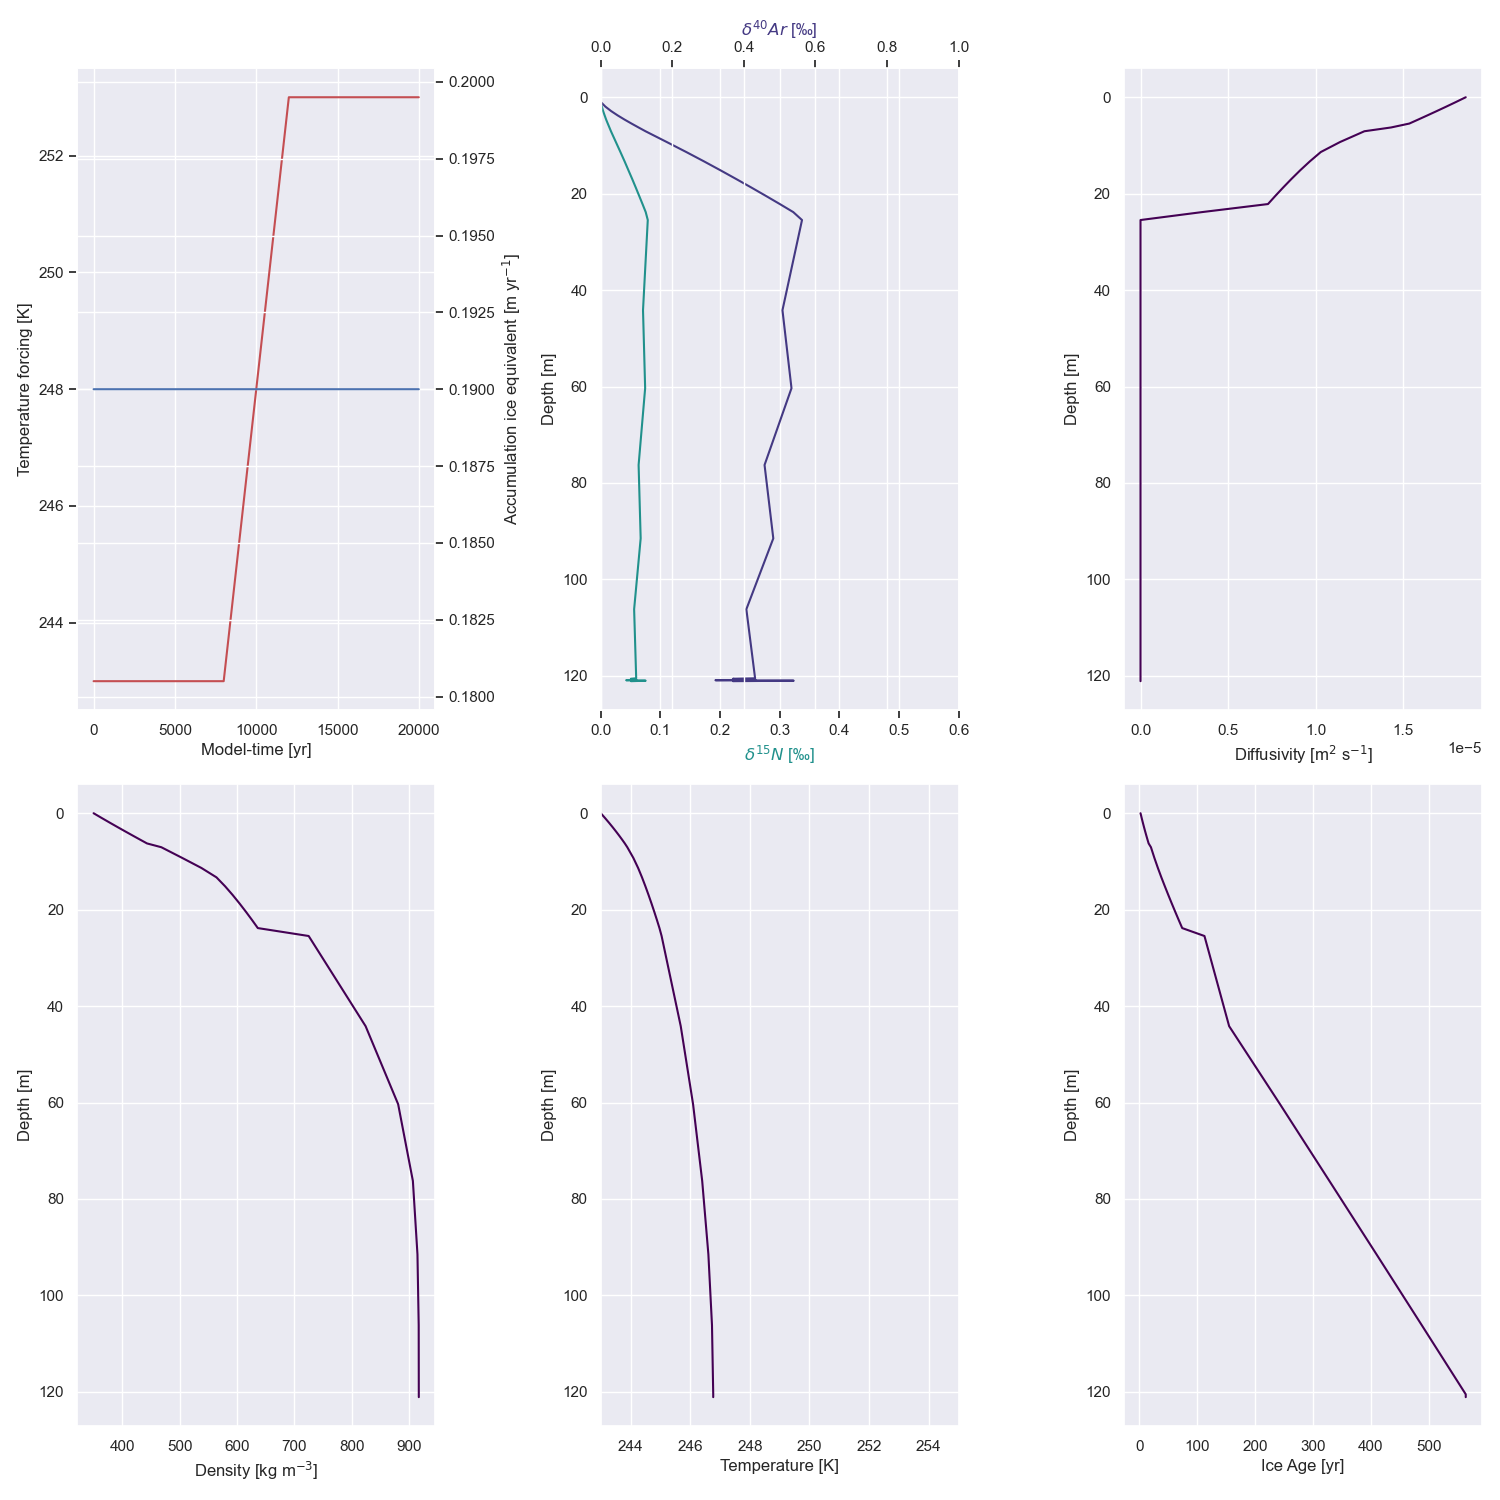 δ⁴⁰Ar [‰]
0.0 0.2 0.4 0.6 0.8 1.0
Temperature forcing [K]
252
250
248
246
244
0.2000
0.1975
0.1950
0.1925
0.1900
0.1875
0.1850
0.1825
0.1800
Accumulation ice equivalent [m yr⁻¹]
0 5000 10000 15000 20000
Model-time [yr]
Depth [m]
0
20
40
60
80
100
120
0.0 0.1 0.2 0.3 0.4 0.5 0.6
δ¹⁵N [‰]
Depth [m]
0
20
40
60
80
100
120
0.0 0.5 1.0 1.5
1e−5
Diffusivity [m² s⁻¹]
Depth [m]
0
20
40
60
80
100
120
400 500 600 700 800 900
Density [kg m⁻³]
Depth [m]
0
20
40
60
80
100
120
244 246 248 250 252 254
Temperature [K]
Depth [m]
0
20
40
60
80
100
120
0 100 200 300 400 500
Ice Age [yr]